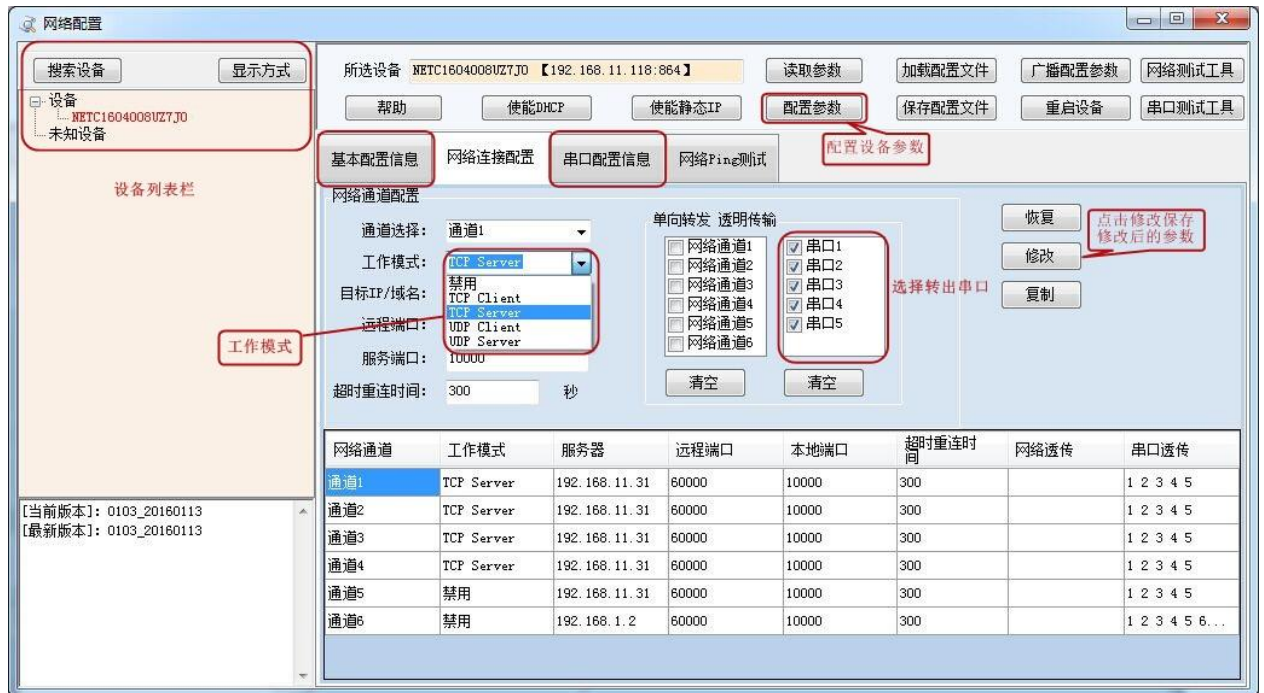 网络配置
搜索设备 显示方式
设备
NETC1604008UZ7J0
未知设备
设备列表栏
[当前版本]: 0103_20160113
[最新版本]: 0103_20160113
所选设备 NETC1604008UZ7J0 【192.168.11.118:864】 读取参数 加载配置文件 广播配置参数 网络测试工具
帮助 使能DHCP 使能静态IP 配置参数 保存配置文件 重启设备 串口测试工具
配置设备参数
基本配置信息 网络连接配置 串口配置信息 网络Ping测试
网络通道配置
通道选择: 通道1
工作模式: TCP Server
禁用
TCP Client
TCP Server
UDP Client
UDP Server
目标IP/域名:
远程端口:
服务端口: 10000
超时重连时间: 300 秒
工作模式
单向转发 透明传输
网络通道1 串口1
网络通道2 串口2
网络通道3 串口3
网络通道4 串口4
网络通道5 串口5
网络通道6
清空 清空
选择转出串口
恢复
修改
复制
点击修改保存
修改后的参数
网络通道 工作模式 服务器 远程端口 本地端口 超时重连时间 网络透传 串口透传
通道1 TCP Server 192.168.11.31 60000 10000 300 1 2 3 4 5
通道2 TCP Server 192.168.11.31 60000 10000 300 1 2 3 4 5
通道3 TCP Server 192.168.11.31 60000 10000 300 1 2 3 4 5
通道4 TCP Server 192.168.11.31 60000 10000 300 1 2 3 4 5
通道5 禁用 192.168.11.31 60000 10000 300 1 2 3 4 5
通道6 禁用 192.168.1.2 60000 10000 300 1 2 3 4 5 6...